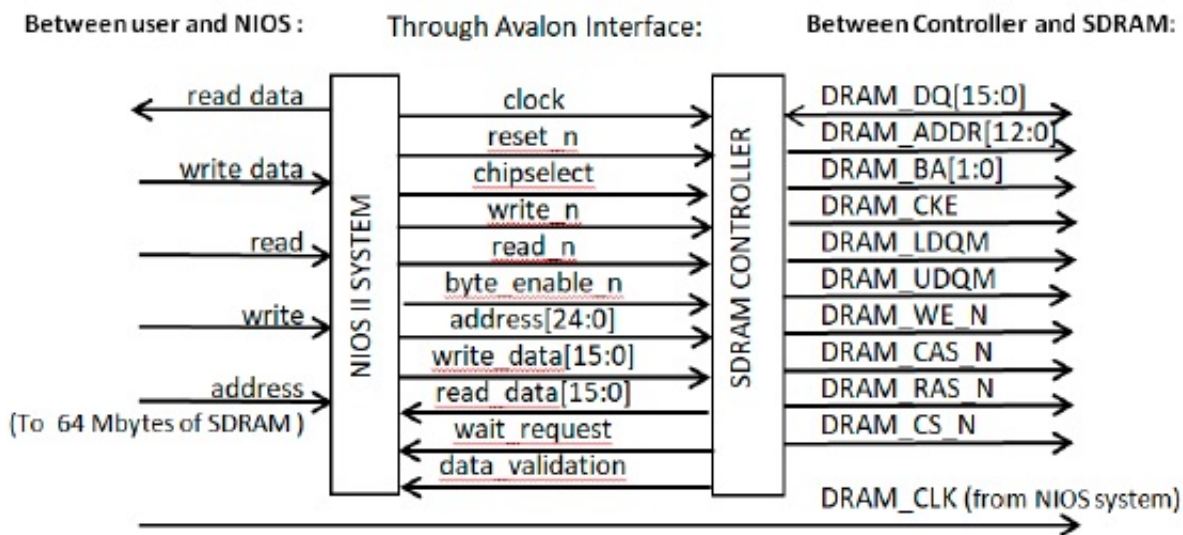 Between user and NIOS :
Through Avalon Interface:
Between Controller and SDRAM:
read data
write data
read
write
address
(To 64 Mbytes of SDRAM )
NIOS II SYSTEM
clock
reset_n
chipselect
write_n
read_n
byte_enable_n
address[24:0]
write_data[15:0]
read_data[15:0]
wait_request
data_validation
SDRAM CONTROLLER
DRAM_DQ[15:0]
DRAM_ADDR[12:0]
DRAM_BA[1:0]
DRAM_CKE
DRAM_LDQM
DRAM_UDQM
DRAM_WE_N
DRAM_CAS_N
DRAM_RAS_N
DRAM_CS_N
DRAM_CLK (from NIOS system)